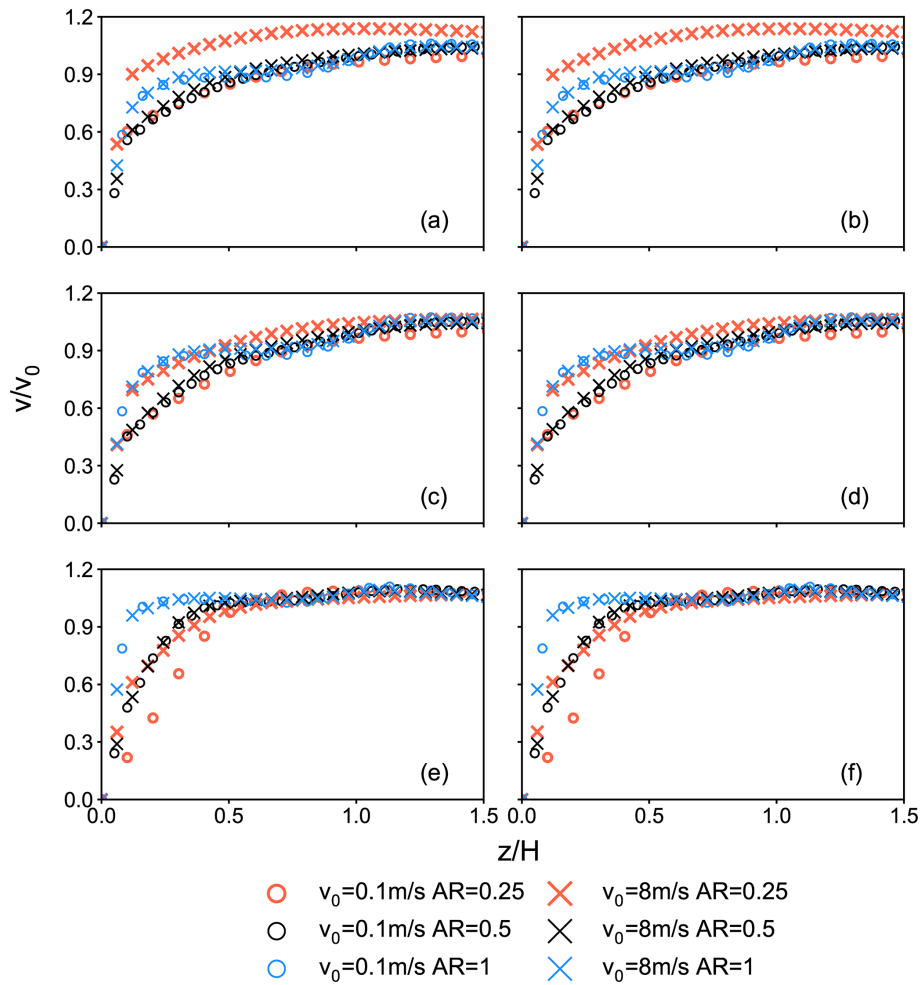 1.2
0.9
0.6
0.3
0.0
(a)
(b)
1.2
0.9
0.6
0.3
0.0
(c)
(d)
v/v₀
1.2
0.9
0.6
0.3
0.0
(e)
(f)
0.0 0.5 1.0 1.5 0.0 0.5 1.0 1.5
z/H
v₀=0.1m/s AR=0.25 v₀=8m/s AR=0.25
v₀=0.1m/s AR=0.5 v₀=8m/s AR=0.5
v₀=0.1m/s AR=1 v₀=8m/s AR=1